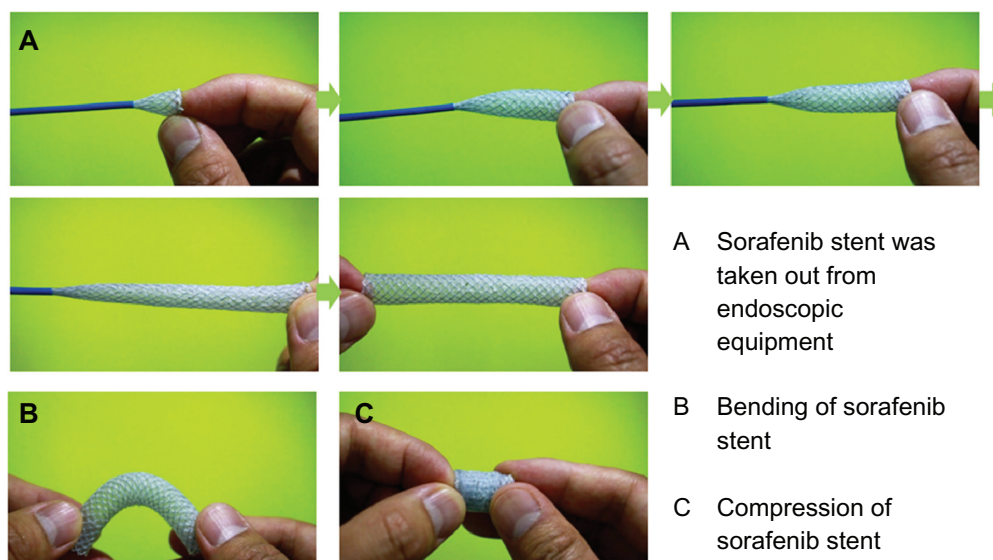 A
A Sorafenib stent was
taken out from
endoscopic
equipment
B
C
B Bending of sorafenib
stent
C Compression of
sorafenib stent